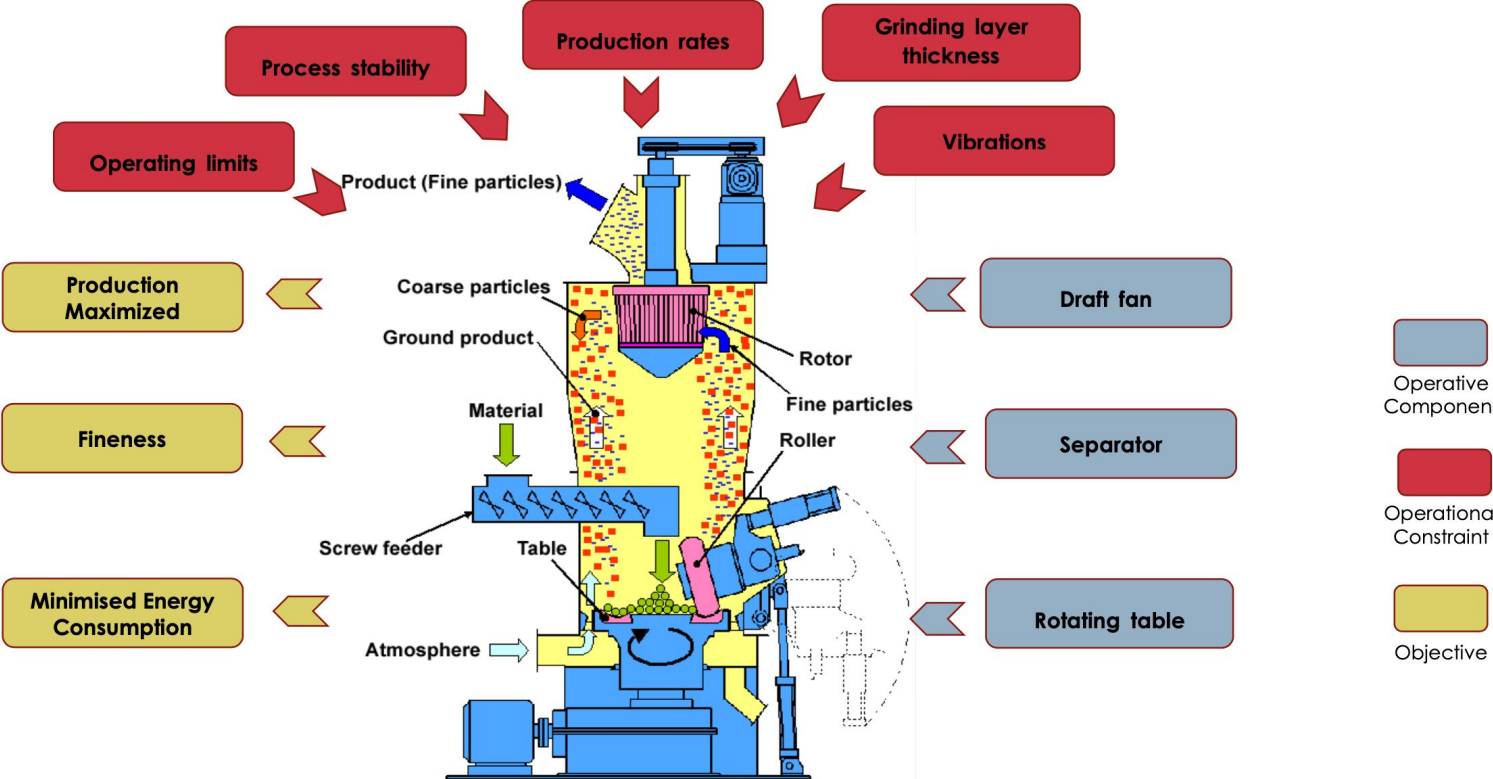 Production rates
Grinding layer
thickness
Process stability
Vibrations
Operating limits
Product (Fine particles)
Production
Maximized
Coarse particles
Draft fan
Ground product
Rotor
Operative
Componen
Fine particles
Material
Roller
Fineness
Separator
Operationa
Constraint
Screw feeder
Table
Minimised Energy
Consumption
Rotating table
Atmosphere
Objective